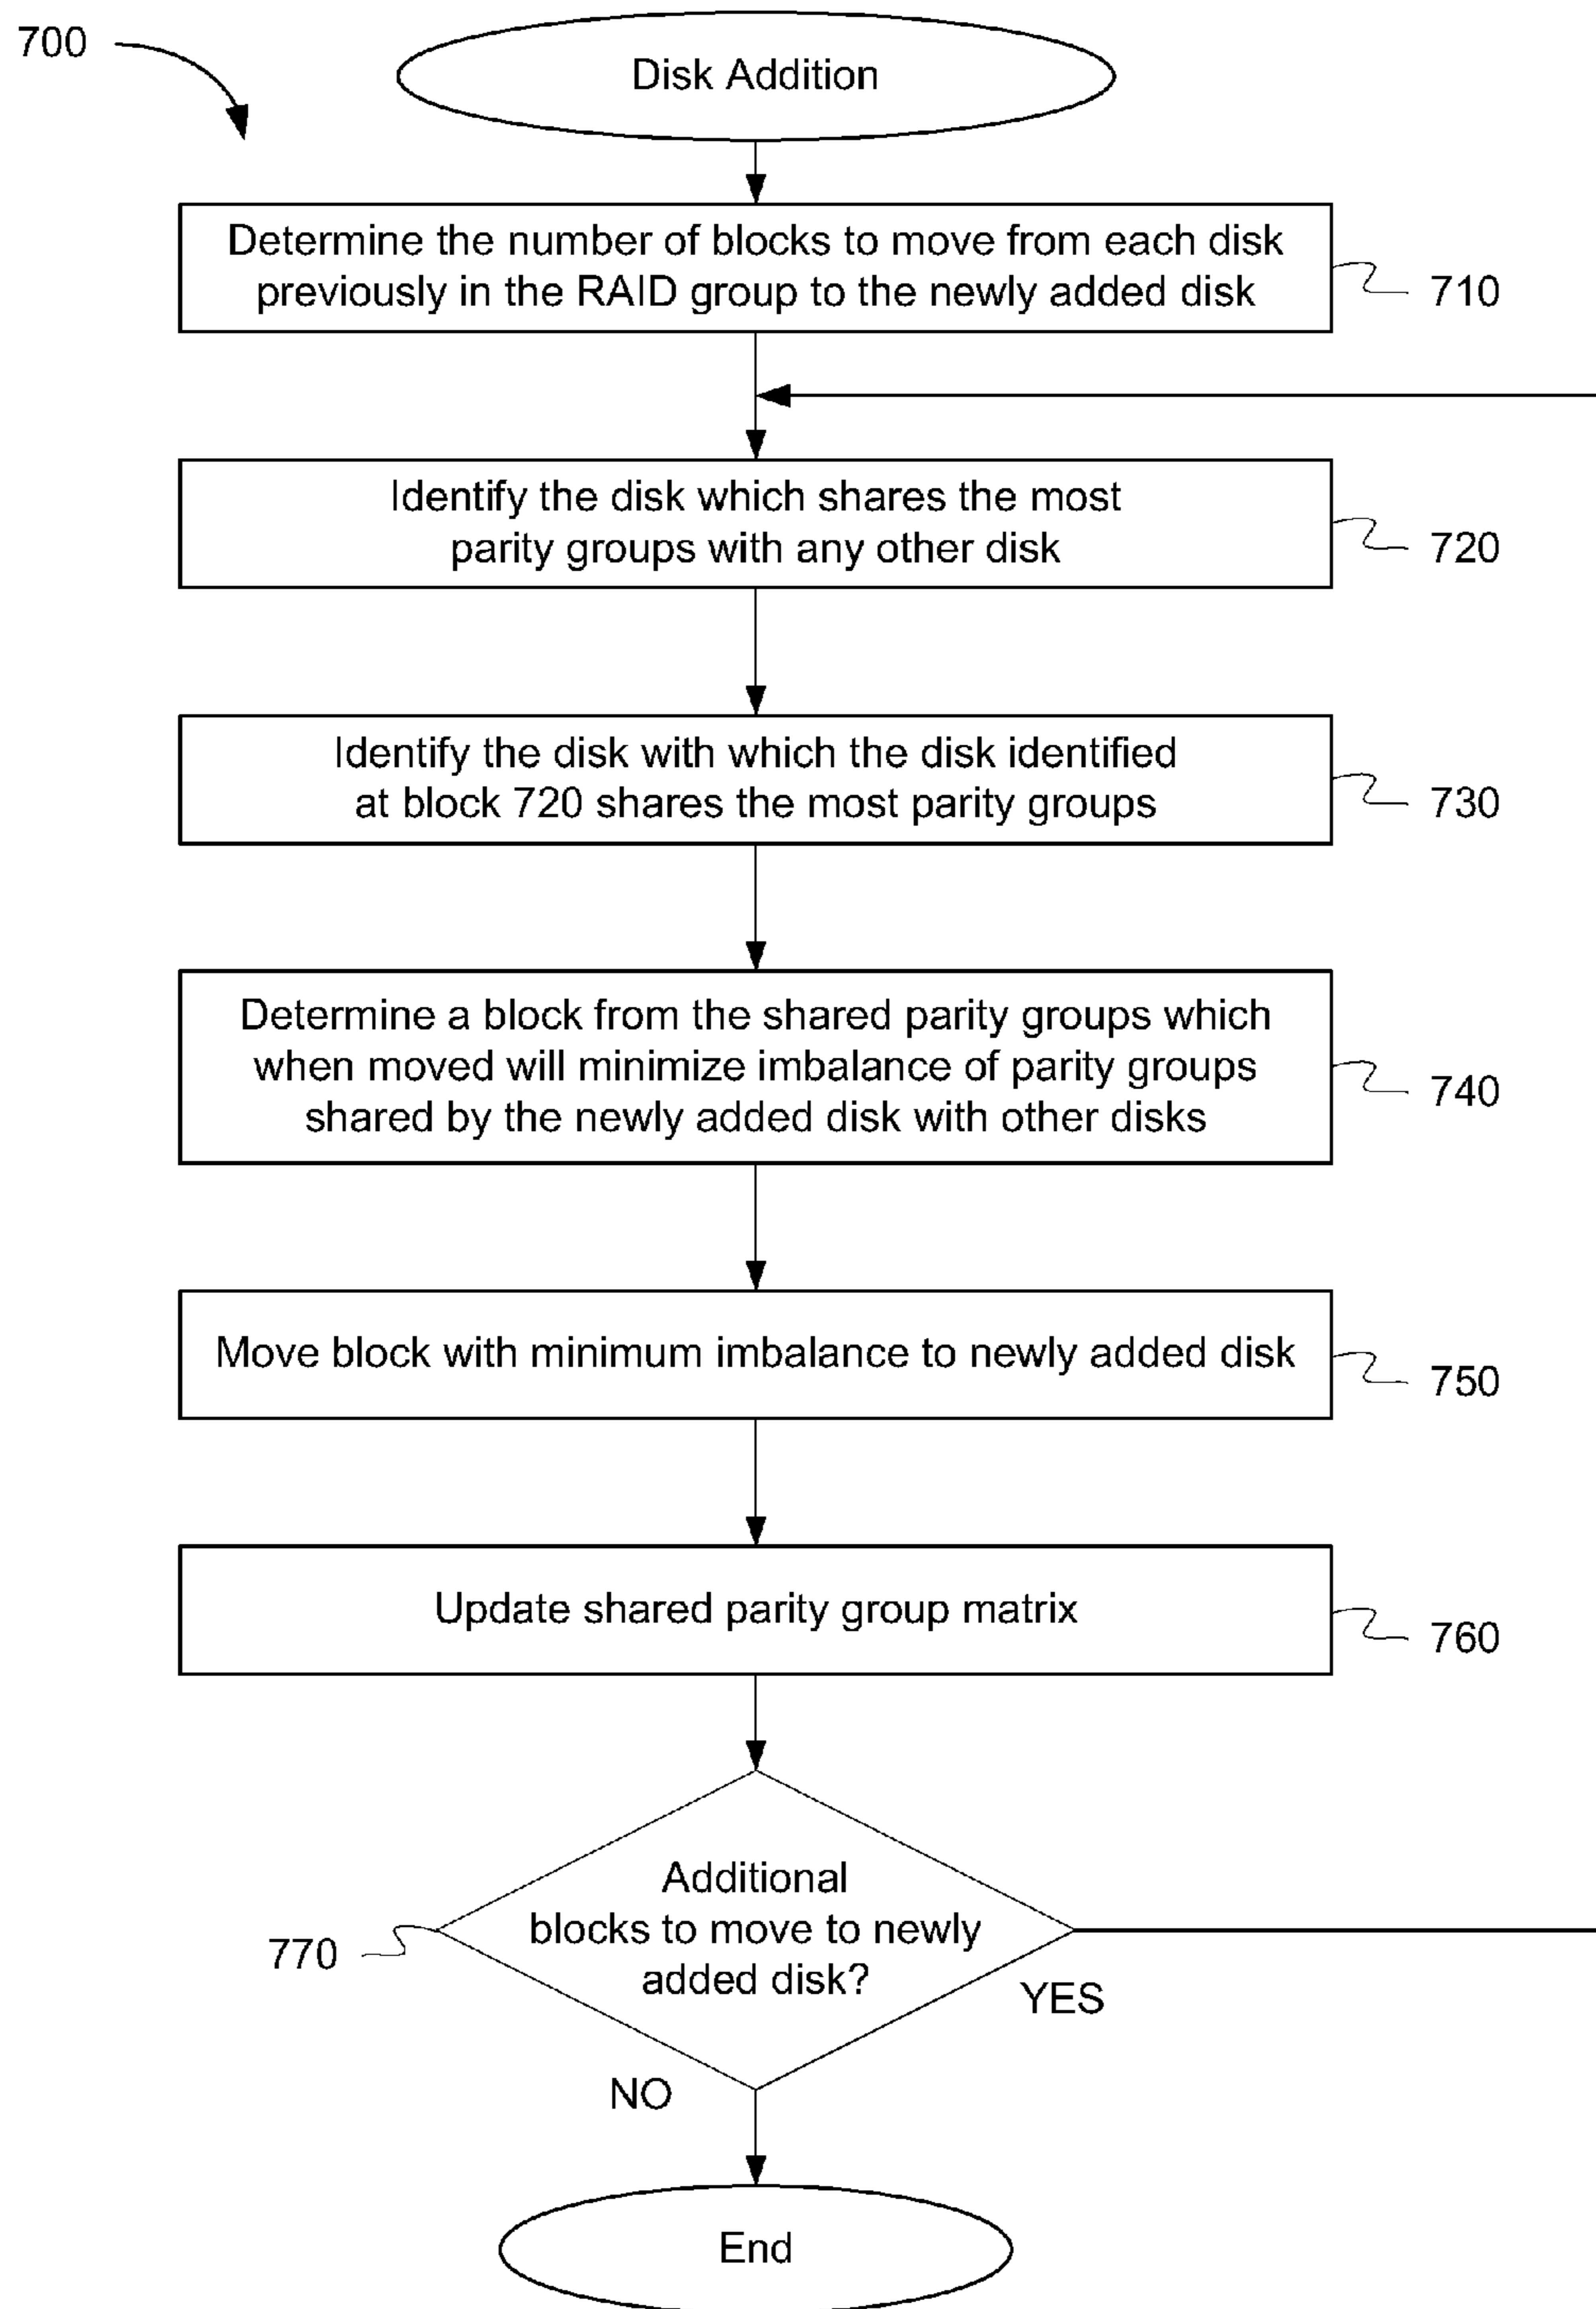 700
Disk Addition
Determine the number of blocks to move from each disk
previously in the RAID group to the newly added disk
710
Identify the disk which shares the most
parity groups with any other disk
720
Identify the disk with which the disk identified
at block 720 shares the most parity groups
730
Determine a block from the shared parity groups which
when moved will minimize imbalance of parity groups
shared by the newly added disk with other disks
740
Move block with minimum imbalance to newly added disk
750
Update shared parity group matrix
760
Additional
blocks to move to newly
added disk?
770
YES
NO
End